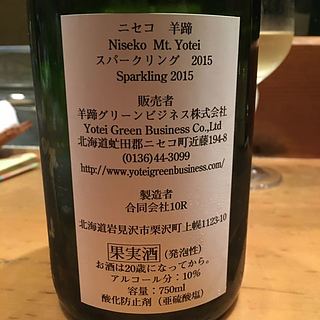 ニセコ 羊蹄
Niseko Mt. Yotei
スパークリング 2015
Sparkling 2015
販売者
羊蹄グリーンビジネス株式会社
Yotei Green Business Co.,Ltd
北海道虻田郡ニセコ町近藤194-8
(0136)44-3099
http://www.yoteigreenbusiness.com/
製造者
合同会社10R
北海道岩見沢市栗沢町上幌1123-10
果実酒 (発泡性)
お酒は20歳になってから。
アルコール分：10%
容量：750ml
酸化防止剤（亜硫酸塩）